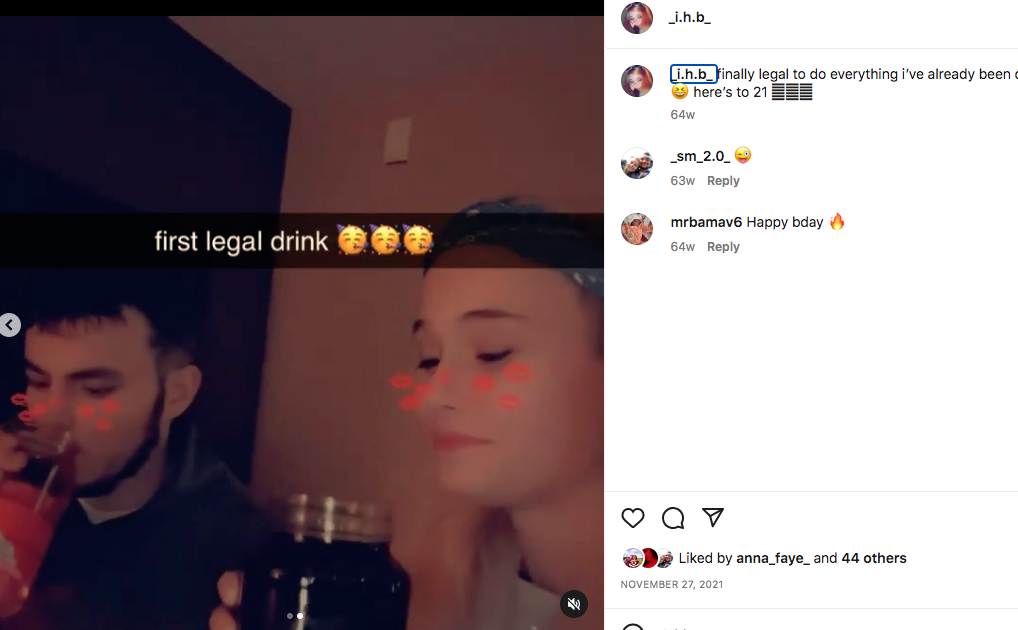 _i.h.b_
_i.h.b_ finally legal to do everything i've already been
😆 here's to 21
64w
_sm_2.0_ 😜
63w Reply
mrbamav6 Happy bday 🔥
64w Reply
first legal drink 🥳🥳🥳
Liked by anna_faye_ and 44 others
NOVEMBER 27, 2021